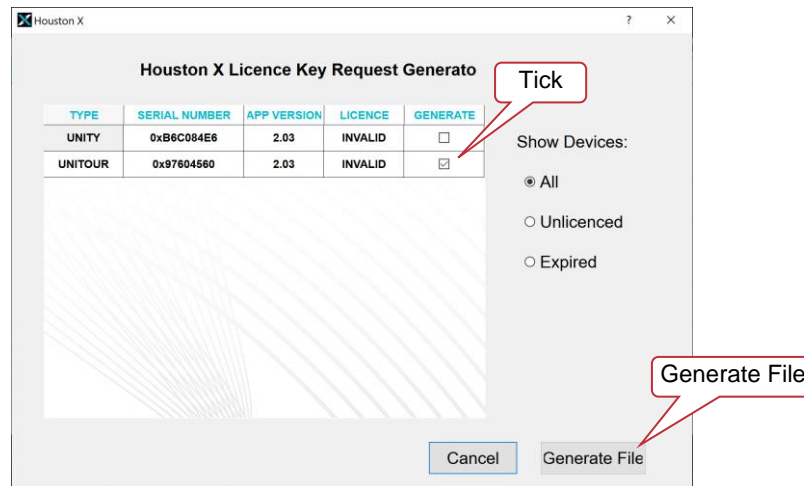 Houston X ? ×
Houston X Licence Key Request Generato
Tick
TYPE SERIAL NUMBER APP VERSION LICENCE GENERATE
UNITY 0xB6C084E6 2.03 INVALID
UNITOUR 0x97604560 2.03 INVALID
Show Devices:
All
Unlicenced
Expired
Generate File
Cancel Generate File